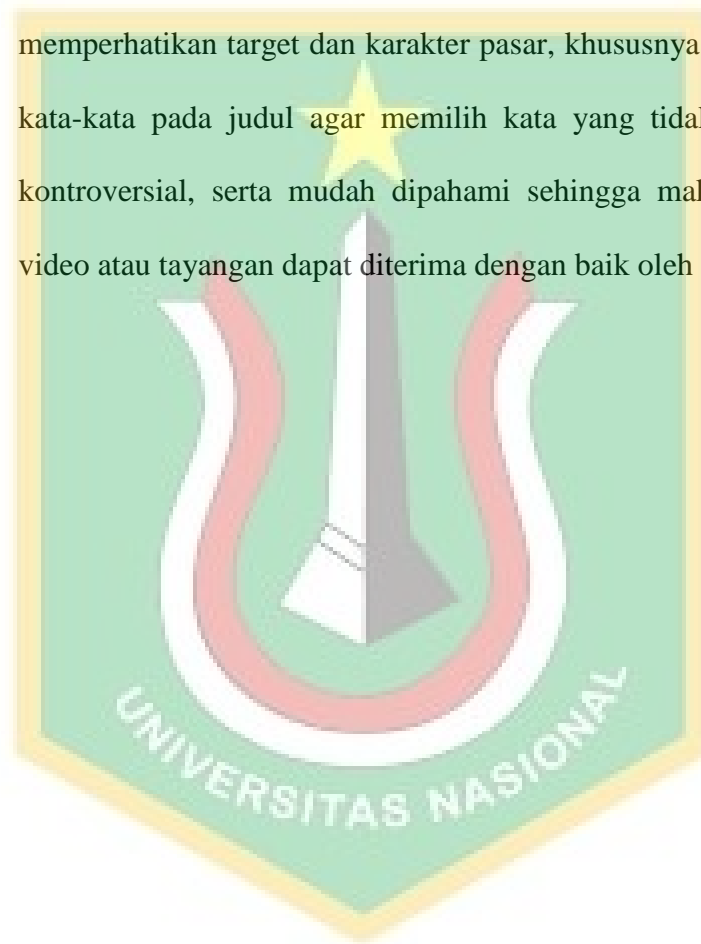 memperhatikan target dan karakter pasar, khususnya
kata-kata pada judul agar memilih kata yang
kontroversial, serta mudah dipahami sehingga
video atau tayangan dapat diterima dengan baik oleh
UNIVERSITAS NASIONAL